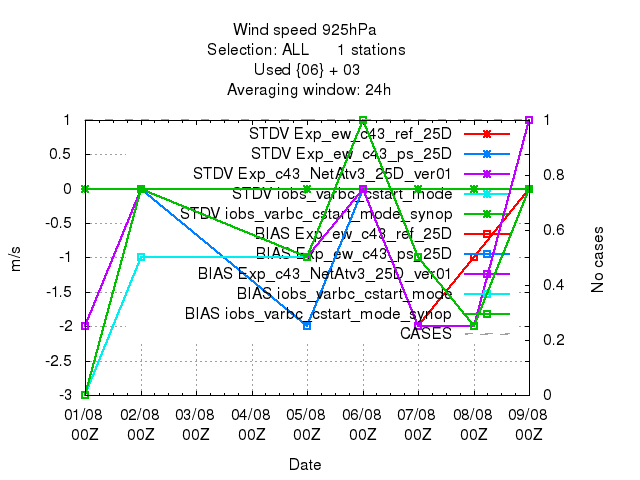 Wind speed 925hPa
Selection: ALL 1 stations
Used {06} + 03
Averaging window: 24h
1 1
STDV Exp_ew_c43_ref_25D
0.5 STDV Exp_ew_c43_ps_25D
STDV Exp_c43_NetAtv3_25D_ver01 0.8
0 STDV iobs_varbc_cstart_mode
STDV iobs_varbc_cstart_mode_synop
-0.5 BIAS Exp_ew_c43_ref_25D 0.6
m/s
No cases
-1 BIAS Exp_ew_c43_ps_25D
BIAS Exp_c43_NetAtv3_25D_ver01
-1.5 BIAS iobs_varbc_cstart_mode 0.4
BIAS iobs_varbc_cstart_mode_synop
-2 CASES 0.2
-2.5
-3 0
01/08 02/08 03/08 04/08 05/08 06/08 07/08 08/08 09/08
00Z 00Z 00Z 00Z 00Z 00Z 00Z 00Z 00Z
Date